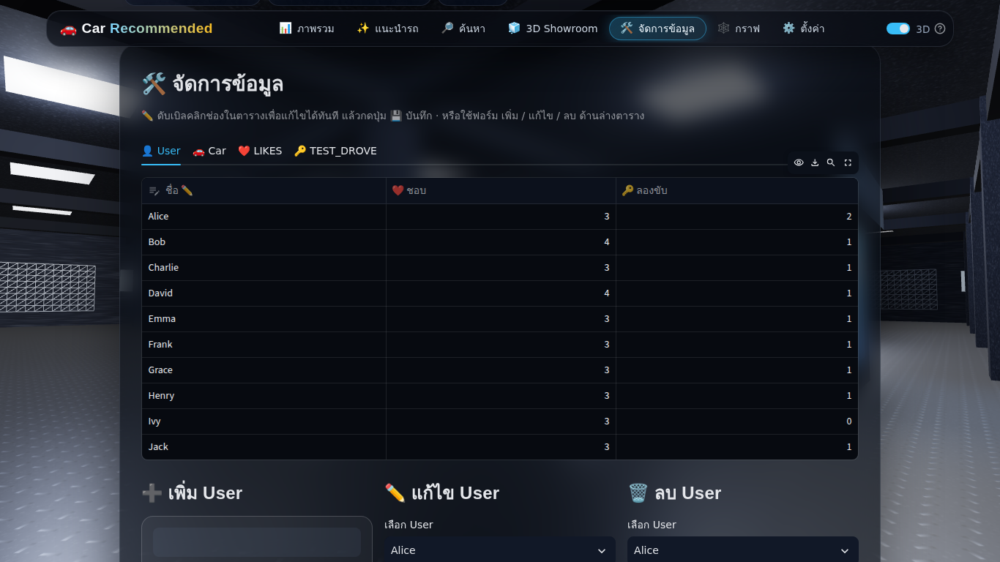 🚗 Car Recommended
📊 ภาพรวม
✨ แนะนำรถ
🔎 ค้นหา
🧊 3D Showroom
🛠️ จัดการข้อมูล
🕸️ กราฟ
⚙️ ตั้งค่า
3D
🛠️ จัดการข้อมูล
✏️ ดับเบิลคลิกช่องในตารางเพื่อแก้ไขได้ทันที แล้วกดปุ่ม 💾 บันทึก · หรือใช้ฟอร์ม เพิ่ม / แก้ไข / ลบ ด้านล่างตาราง
👤 User 🚗 Car ❤️ LIKES 🔑 TEST_DROVE
ชื่อ ✏️ ❤️ ชอบ 🔑 ลองขับ
Alice 3 2
Bob 4 1
Charlie 3 1
David 4 1
Emma 3 1
Frank 3 1
Grace 3 1
Henry 3 1
Ivy 3 0
Jack 3 1
➕ เพิ่ม User
✏️ แก้ไข User
🗑️ ลบ User
เลือก User
เลือก User
Alice
Alice